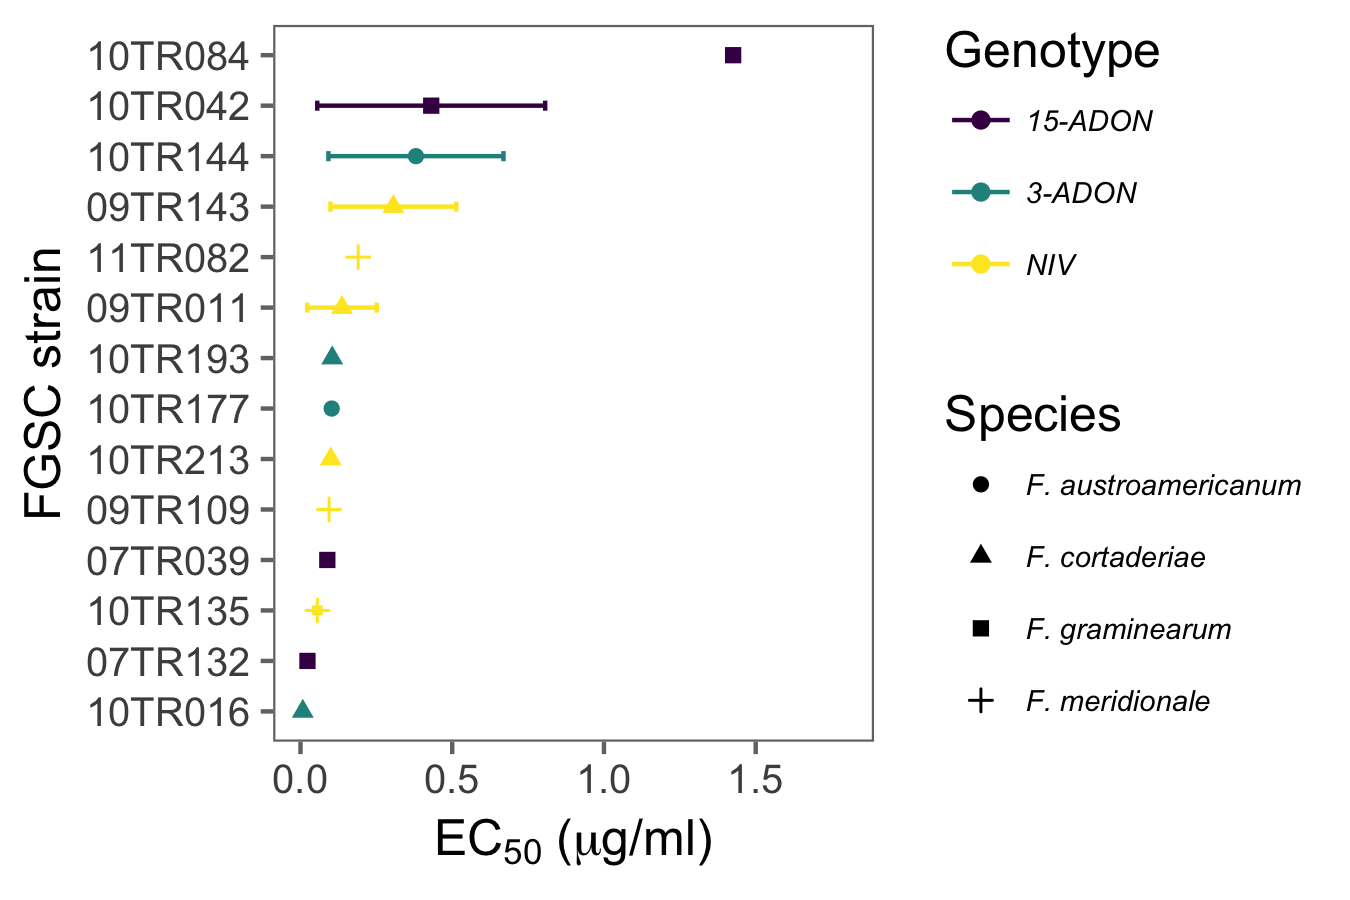 FGSC strain
10TR084
10TR042
10TR144
09TR143
11TR082
09TR011
10TR193
10TR177
10TR213
09TR109
07TR039
10TR135
07TR132
10TR016
0.0 0.5 1.0 1.5
EC₅₀ (μg/ml)
Genotype
15-ADON
3-ADON
NIV
Species
F. austroamericanum
F. cortaderiae
F. graminearum
F. meridionale